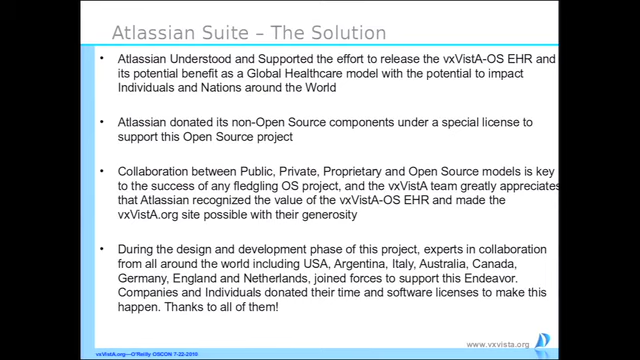 Atlassian Suite – The Solution
• Atlassian Understood and Supported the effort to release the vxVistA-OS EHR and
its potential benefit as a Global Healthcare model with the potential to impact
Individuals and Nations around the World
• Atlassian donated its non-Open Source components under a special license to
support this Open Source project
• Collaboration between Public, Private, Proprietary and Open Source models is key
to the success of any fledgling OS project, and the vxVistA team greatly appreciates
that Atlassian recognized the value of the vxVistA-OS EHR and made the
vxVistA.org site possible with their generosity
• During the design and development phase of this project, experts in collaboration
from all around the world including USA, Argentina, Italy, Australia, Canada,
Germany, England and Netherlands, joined forces to support this Endeavor.
Companies and Individuals donated their time and software licenses to make this
happen. Thanks to all of them!
www.vxvista.org
vxVistA.org—O'Reilly OSCON 7-22-2010